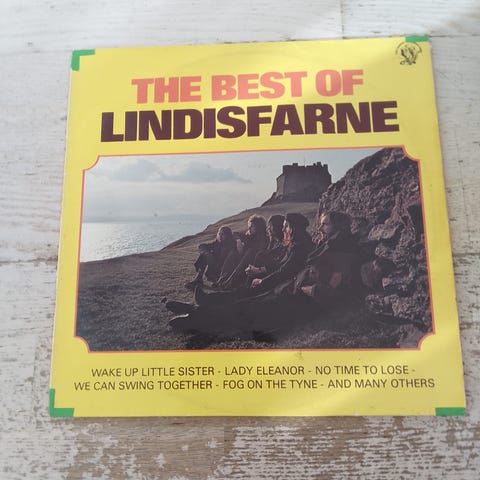 THE BEST OF
LINDISFARNE
WAKE UP LITTLE SISTER - LADY ELEANOR - NO TIME TO LOSE -
WE CAN SWING TOGETHER - FOG ON THE TYNE - AND MANY OTHERS